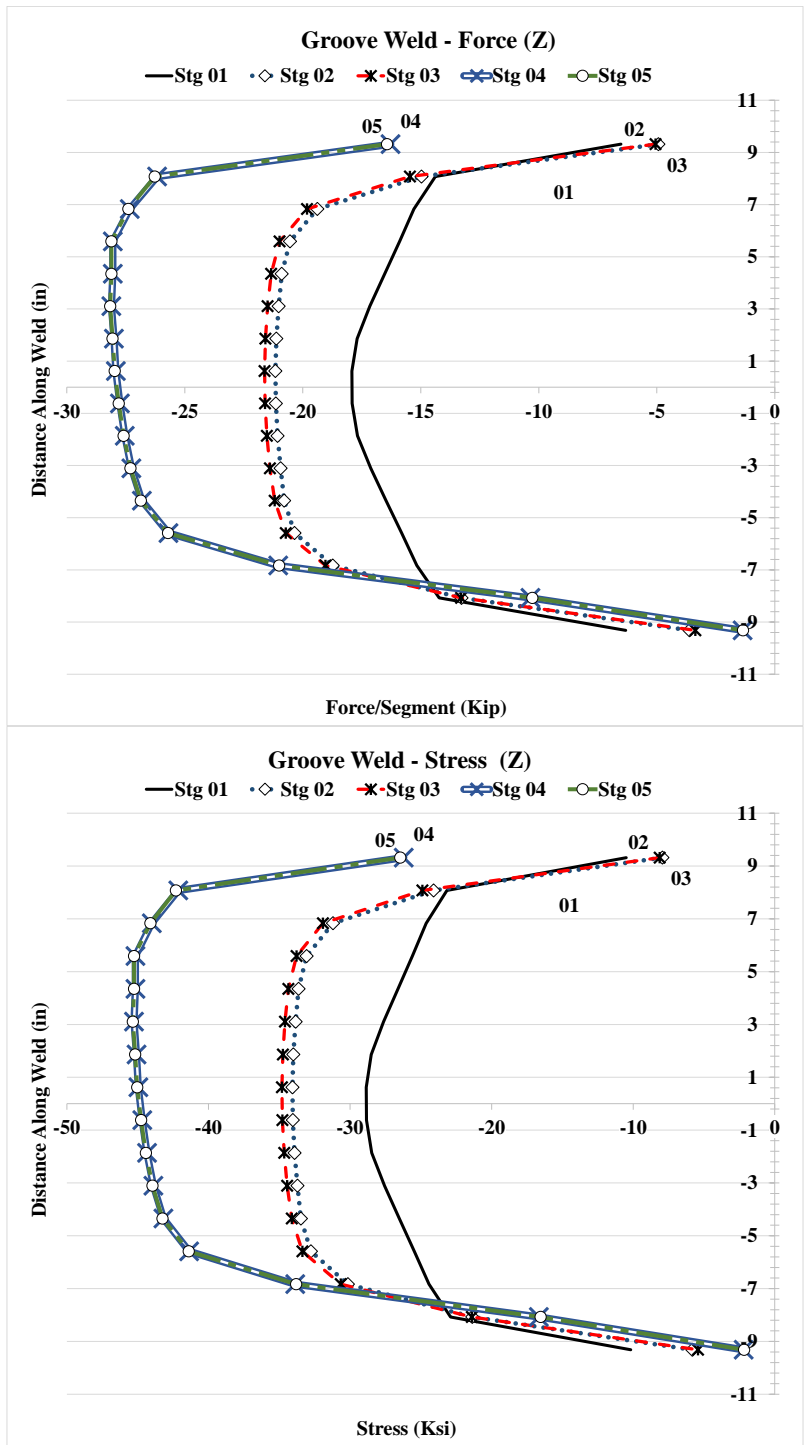 Groove Weld - Force (Z)
Stg 01 Stg 02 Stg 03 Stg 04 Stg 05
11
05 04 02
9
03
01
7
5
3
1
-30 -25 -20 -15 -10 -5 0
-1
-3
-5
-7
-9
-11
Distance Along Weld (in)
Force/Segment (Kip)
Groove Weld - Stress (Z)
Stg 01 Stg 02 Stg 03 Stg 04 Stg 05
11
05 04 02
9
03
01
7
5
3
1
-50 -40 -30 -20 -10 0
-1
-3
-5
-7
-9
-11
Distance Along Weld (in)
Stress (Ksi)